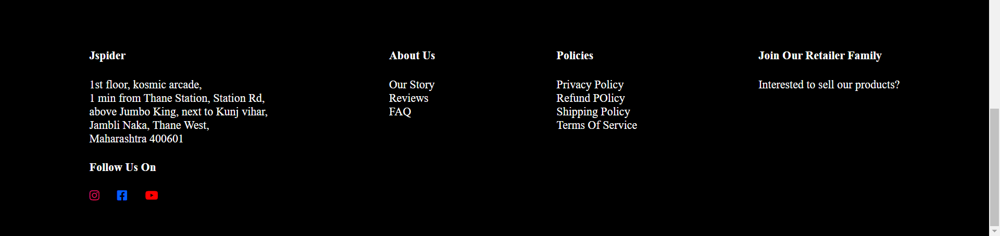 Jspider
1st floor, kosmic arcade,
1 min from Thane Station, Station Rd,
above Jumbo King, next to Kunj vihar,
Jambli Naka, Thane West,
Maharashtra 400601
Follow Us On
About Us
Our Story
Reviews
FAQ
Policies
Privacy Policy
Refund POlicy
Shipping Policy
Terms Of Service
Join Our Retailer Family
Interested to sell our products?